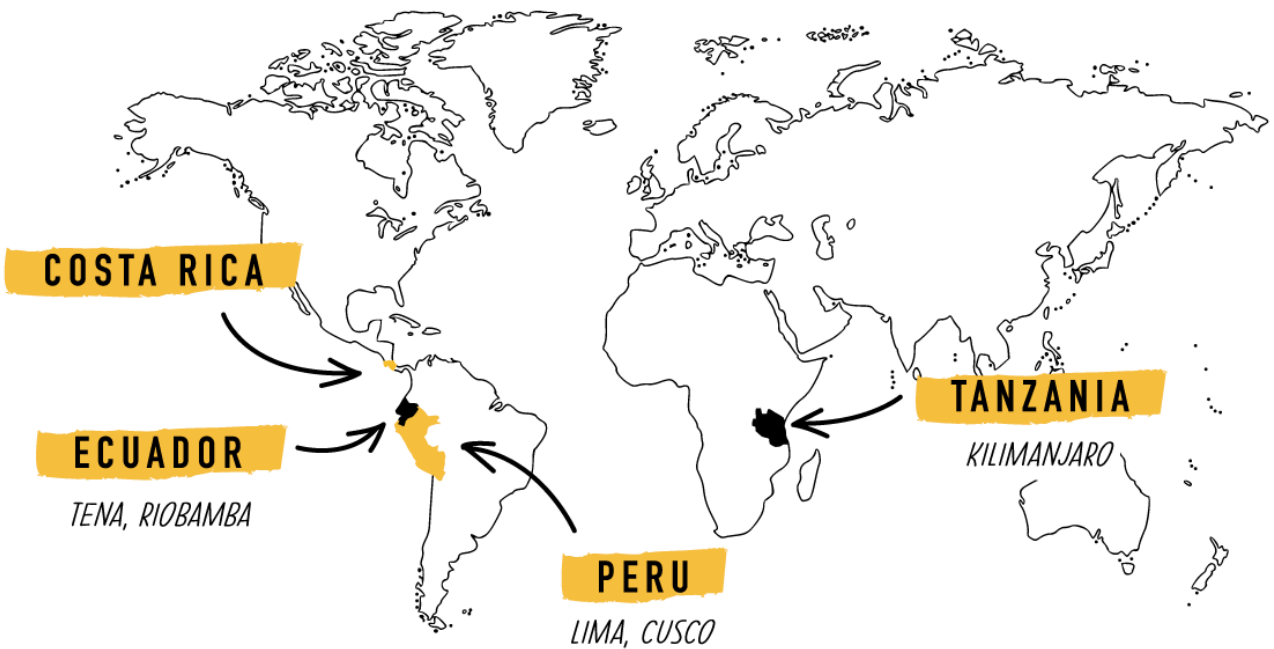 COSTA RICA
ECUADOR
TENA, RIOBAMBA
PERU
LIMA, CUSCO
TANZANIA
KILIMANJARO